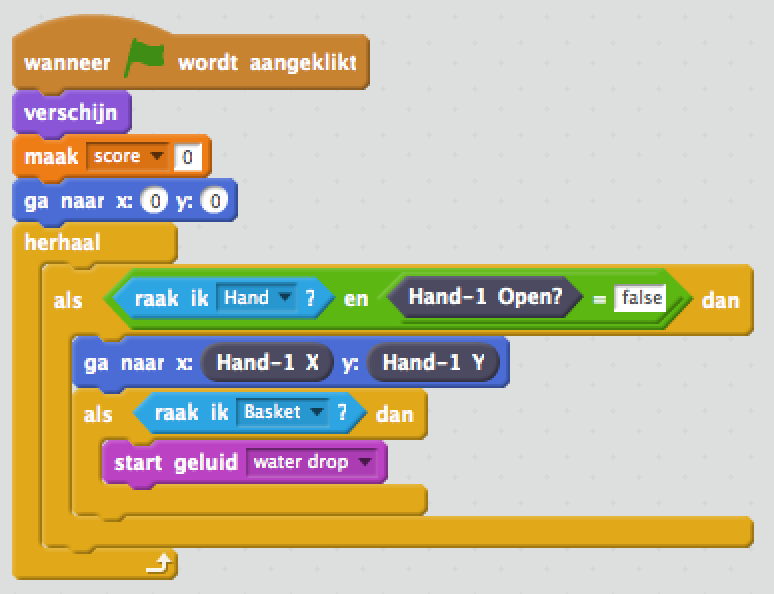 wanneer wordt aangeklikt
verschijn
maak score 0
ga naar x: 0 y: 0
herhaal
als raak ik Hand ? en Hand-1 Open? = false dan
ga naar x: Hand-1 X y: Hand-1 Y
als raak ik Basket ? dan
start geluid water drop